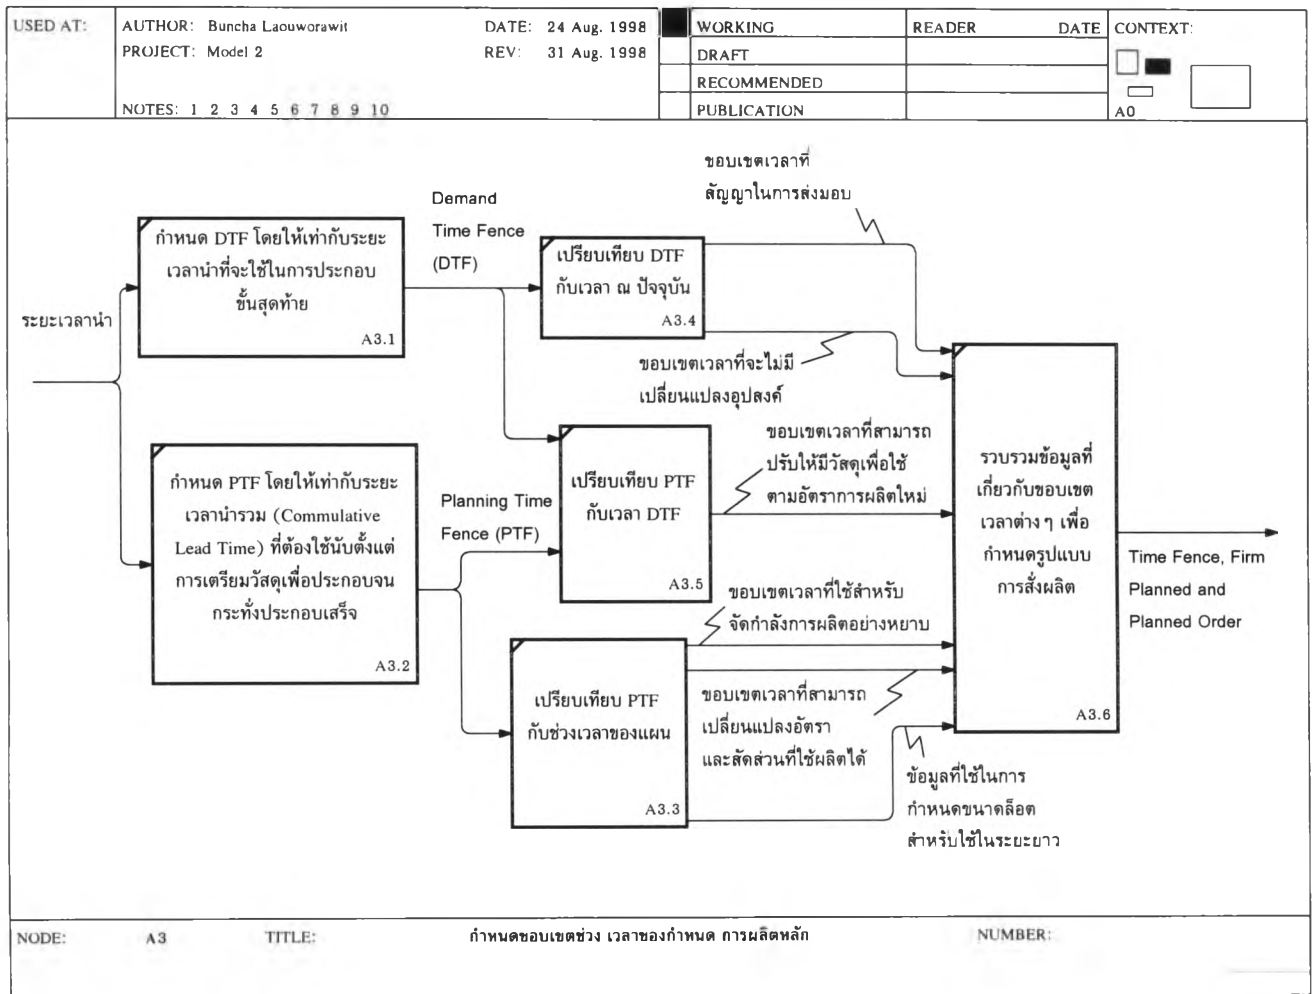 USED AT:
AUTHOR: Buncha Laouworawit
DATE: 24 Aug. 1998
PROJECT: Model 2
REV: 31 Aug. 1998
NOTES: 1 2 3 4 5 6 7 8 9 10
WORKING
DRAFT
RECOMMENDED
PUBLICATION
READER DATE
CONTEXT:
A0
ระยะเวลานำ
กำหนด DTF โดยให้เท่ากับระยะ
เวลานำที่จะใช้ในการประกอบ
ขั้นสุดท้าย
A3.1
Demand
Time Fence
(DTF)
เปรียบเทียบ DTF
กับเวลา ณ ปัจจุบัน
A3.4
ขอบเขตเวลาที่
สัญญาในการส่งมอบ
ขอบเขตเวลาที่จะไม่มี
เปลี่ยนแปลงอุปสงค์
กำหนด PTF โดยให้เท่ากับระยะ
เวลานำรวม (Commulative
Lead Time) ที่ต้องใช้นับตั้งแต่
การเตรียมวัสดุเพื่อประกอบจน
กระทั่งประกอบเสร็จ
A3.2
Planning Time
Fence (PTF)
เปรียบเทียบ PTF
กับเวลา DTF
A3.5
ขอบเขตเวลาที่สามารถ
ปรับให้มีวัสดุเพื่อใช้
ตามอัตราการผลิตใหม่
เปรียบเทียบ PTF
กับช่วงเวลาของแผน
A3.3
ขอบเขตเวลาที่ใช้สำหรับ
จัดกำลังการผลิตอย่างหยาบ
ขอบเขตเวลาที่สามารถ
เปลี่ยนแปลงอัตรา
และสัดส่วนที่ใช้ผลิตได้
ข้อมูลที่ใช้ในการ
กำหนดขนาดล็อต
สำหรับใช้ในระยะยาว
รวบรวมข้อมูลที่
เกี่ยวกับขอบเขต
เวลาต่าง ๆ เพื่อ
กำหนดรูปแบบ
การสั่งผลิต
A3.6
Time Fence, Firm
Planned and
Planned Order
NODE: A3
TITLE: กำหนดขอบเขตช่วง เวลาของกำหนด การผลิตหลัก
NUMBER: